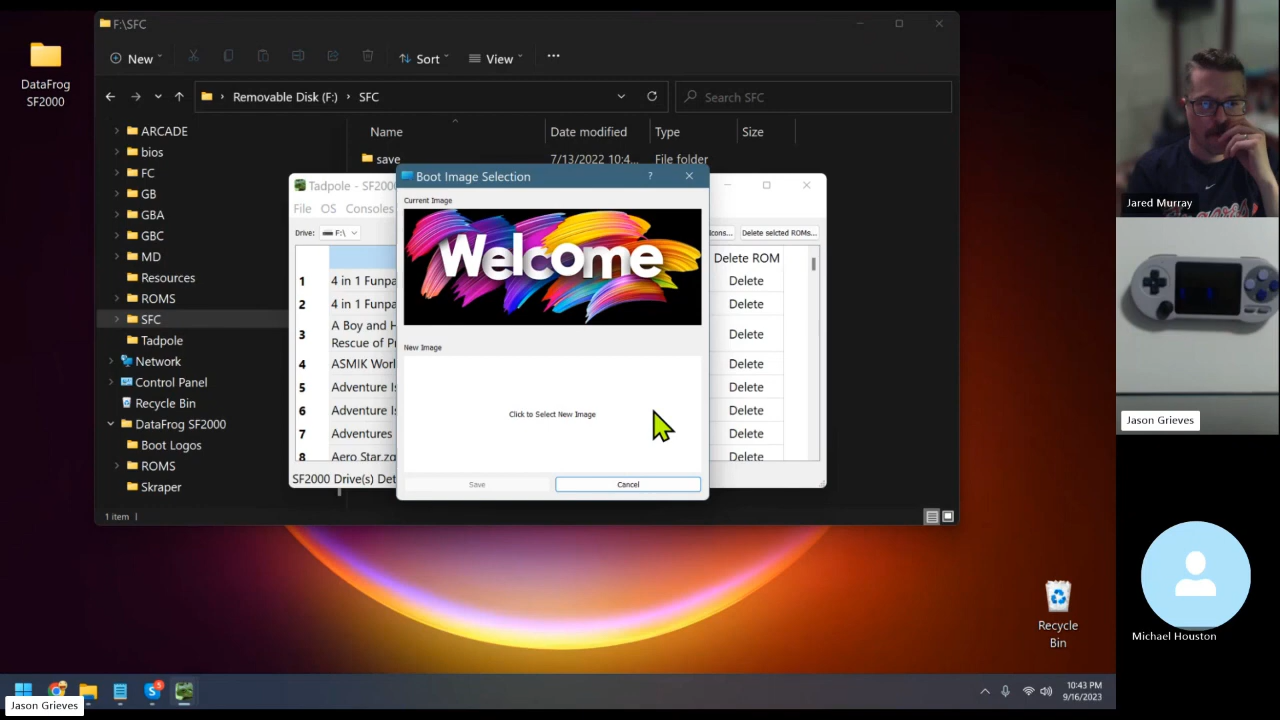 DataFrog
SF2000
F:\SFC
New
Sort
View
Removable Disk (F:)
SFC
Search SFC
Name
Date modified
Type
Size
save
7/13/2022 10:4...
File folder
ARCADE
bios
FC
GB
GBA
GBC
MD
Resources
ROMS
SFC
Tadpole
Network
Control Panel
Recycle Bin
DataFrog SF2000
Boot Logos
ROMS
Skraper
1 item
Tadpole - SF200
File
OS
Consoles
Drive:
F:\
Delete selcted ROMs...
Delete ROM
1
4 in 1 Funpa
Delete
2
4 in 1 Funpa
Delete
3
A Boy and H
Rescue of P
Delete
4
ASMIK Worl
Delete
5
Adventure Is
Delete
6
Adventure Is
Delete
7
Adventures
Delete
8
Aero Star.zg
Delete
SF2000 Drive(s) Det
Boot Image Selection
?
Current Image
Welcome
New Image
Click to Select New Image
Save
Cancel
Recycle
Bin
10:43 PM
9/16/2023
S
5
Jason Grieves
Jared Murray
Jason Grieves
Michael Houston